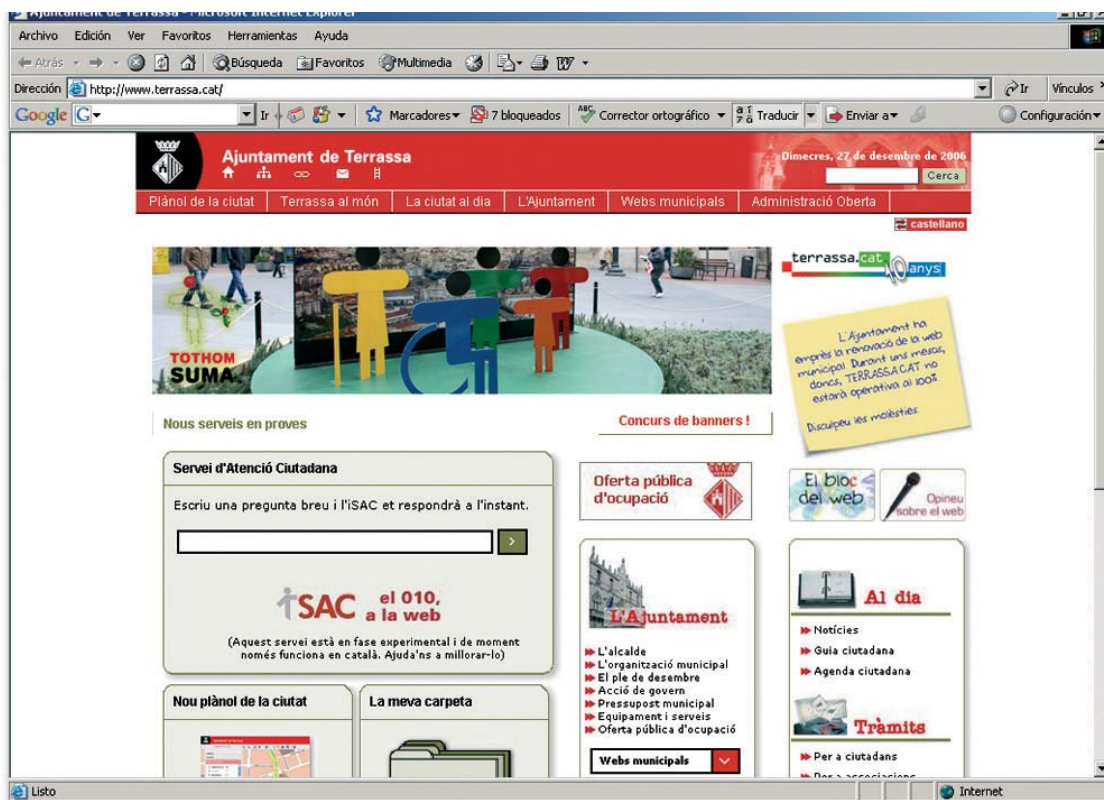 Ajuntament de Terrassa - Microsoft Internet Explorer
Archivo Edición Ver Favoritos Herramientas Ayuda
Atrás Búsqueda Favoritos Multimedia
Dirección http://www.terrassa.cat/ Ir Vínculos
Google G Ir Marcadores 7 bloqueados ABC Corrector ortográfico Traducir Enviar a Configuración
Ajuntament de Terrassa
Dimecres, 27 de desembre de 2006
Cerca
Plànol de la ciutat Terrassa al món La ciutat al dia L'Ajuntament Webs municipals Administració Oberta
castellano
TOTHOM
SUMA
terrassa.cat 10 anys
L'Ajuntament ha
emprès la renovació de la web
municipal. Durant uns mesos,
doncs, TERRASSA.CAT no
estarà operativa al 100%
Disculpeu les molèsties.
Nous serveis en proves
Concurs de banners !
Servei d'Atenció Ciutadana
Escriu una pregunta breu i l'iSAC et respondrà a l'instant.
>
iSAC el 010,
a la web
(Aquest servei està en fase experimental i de moment
només funciona en català. Ajuda'ns a millorar-lo)
Nou plànol de la ciutat
La meva carpeta
Oferta pública
d'ocupació
El bloc
del web
Opineu
sobre el web
L'Ajuntament
L'alcalde
L'organització municipal
El ple de desembre
Acció de govern
Pressupost municipal
Equipament i serveis
Oferta pública d'ocupació
Webs municipals
Al dia
Notícies
Guia ciutadana
Agenda ciutadana
Tràmits
Per a ciutadans
Per a associacions
Listo
Internet